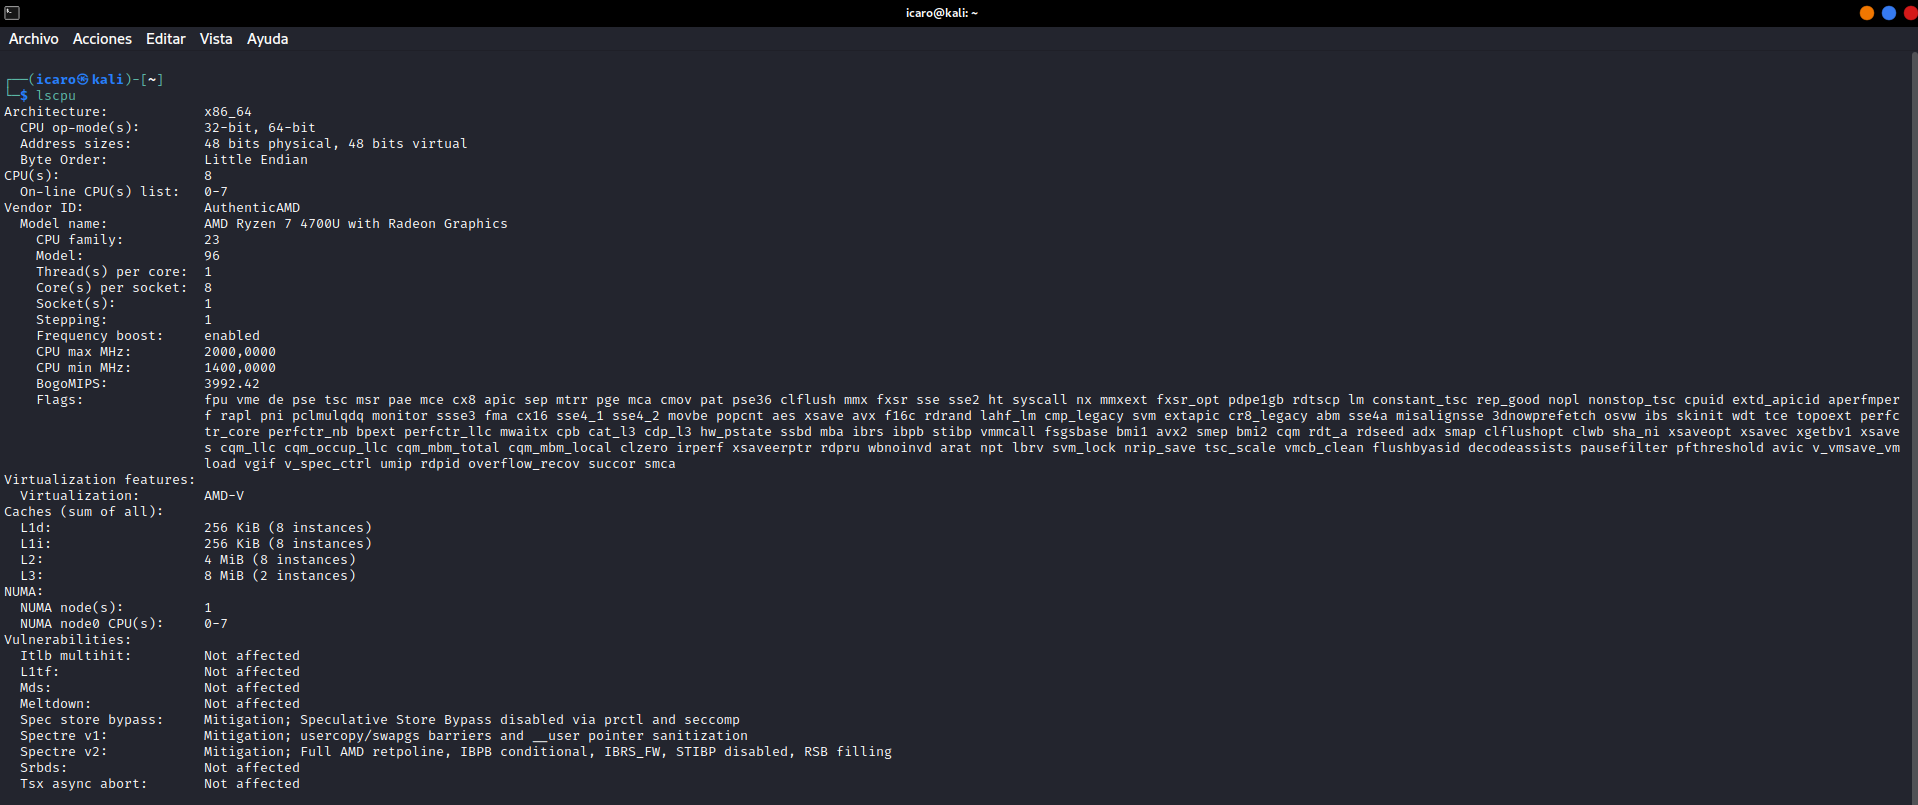 icaro@kali: ~
Archivo Acciones Editar Vista Ayuda
┌──(icaro㉿kali)-[~]
└─$ lscpu
Architecture: x86_64
CPU op-mode(s): 32-bit, 64-bit
Address sizes: 48 bits physical, 48 bits virtual
Byte Order: Little Endian
CPU(s): 8
On-line CPU(s) list: 0-7
Vendor ID: AuthenticAMD
Model name: AMD Ryzen 7 4700U with Radeon Graphics
CPU family: 23
Model: 96
Thread(s) per core: 1
Core(s) per socket: 8
Socket(s): 1
Stepping: 1
Frequency boost: enabled
CPU max MHz: 2000,0000
CPU min MHz: 1400,0000
BogoMIPS: 3992.42
Flags: fpu vme de pse tsc msr pae mce cx8 apic sep mtrr pge mca cmov pat pse36 clflush mmx fxsr sse sse2 ht syscall nx mmxext fxsr_opt pdpe1gb rdtscp lm constant_tsc rep_good nopl nonstop_tsc cpuid extd_apicid aperfmper
f rapl pni pclmulqdq monitor ssse3 fma cx16 sse4_1 sse4_2 movbe popcnt aes xsave avx f16c rdrand lahf_lm cmp_legacy svm extapic cr8_legacy abm sse4a misalignsse 3dnowprefetch osvw ibs skinit wdt tce topoext perfc
tr_core perfctr_nb bpext perfctr_llc mwaitx cpb cat_l3 cdp_l3 hw_pstate ssbd mba ibrs ibpb stibp vmmcall fsgsbase bmi1 avx2 smep bmi2 cqm rdt_a rdseed adx smap clflushopt clwb sha_ni xsaveopt xsavec xgetbv1 xsave
s cqm_llc cqm_occup_llc cqm_mbm_total cqm_mbm_local clzero irperf xsaveerptr rdpru wbnoinvd arat npt lbrv svm_lock nrip_save tsc_scale vmcb_clean flushbyasid decodeassists pausefilter pfthreshold avic v_vmsave_vm
load vgif v_spec_ctrl umip rdpid overflow_recov succor smca
Virtualization features:
Virtualization: AMD-V
Caches (sum of all):
L1d: 256 KiB (8 instances)
L1i: 256 KiB (8 instances)
L2: 4 MiB (8 instances)
L3: 8 MiB (2 instances)
NUMA:
NUMA node(s): 1
NUMA node0 CPU(s): 0-7
Vulnerabilities:
Itlb multihit: Not affected
L1tf: Not affected
Mds: Not affected
Meltdown: Not affected
Spec store bypass: Mitigation; Speculative Store Bypass disabled via prctl and seccomp
Spectre v1: Mitigation; usercopy/swapgs barriers and __user pointer sanitization
Spectre v2: Mitigation; Full AMD retpoline, IBPB conditional, IBRS_FW, STIBP disabled, RSB filling
Srbds: Not affected
Tsx async abort: Not affected